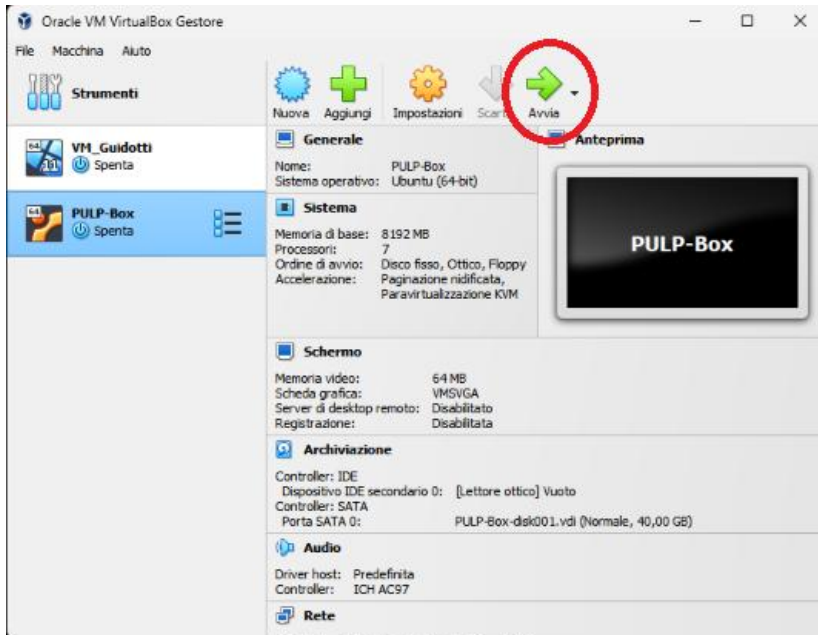 Oracle VM VirtualBox Gestore
File Macchina Aiuto
Strumenti
Nuova Aggiungi Impostazioni Scarta Avvia
64
11
VM_Guidotti
Spenta
64
PULP-Box
Spenta
Generale
Nome: PULP-Box
Sistema operativo: Ubuntu (64-bit)
Sistema
Memoria di base: 8192 MB
Processori: 7
Ordine di avvio: Disco fisso, Ottico, Floppy
Accelerazione: Paginazione nidificata,
Paravirtualizzazione KVM
Anteprima
PULP-Box
Schermo
Memoria video: 64 MB
Scheda grafica: VMSVGA
Server di desktop remoto: Disabilitato
Registrazione: Disabilitata
Archiviazione
Controller: IDE
Dispositivo IDE secondario 0: [Lettore ottico] Vuoto
Controller: SATA
Porta SATA 0: PULP-Box-disk001.vdi (Normale, 40,00 GB)
Audio
Driver host: Predefinita
Controller: ICH AC97
Rete